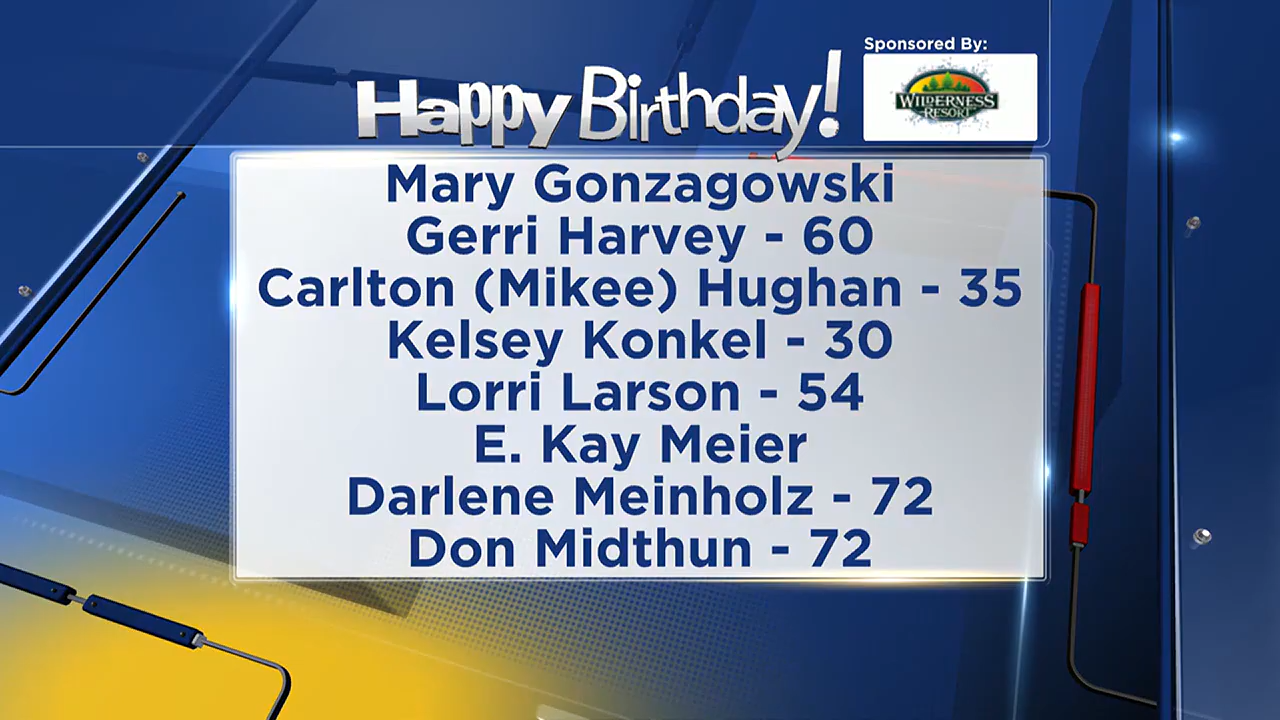 Happy Birthday!
Sponsored By:
WILDERNESS
RESORT
Mary Gonzagowski
Gerri Harvey - 60
Carlton (Mikee) Hughan - 35
Kelsey Konkel - 30
Lorri Larson - 54
E. Kay Meier
Darlene Meinholz - 72
Don Midthun - 72